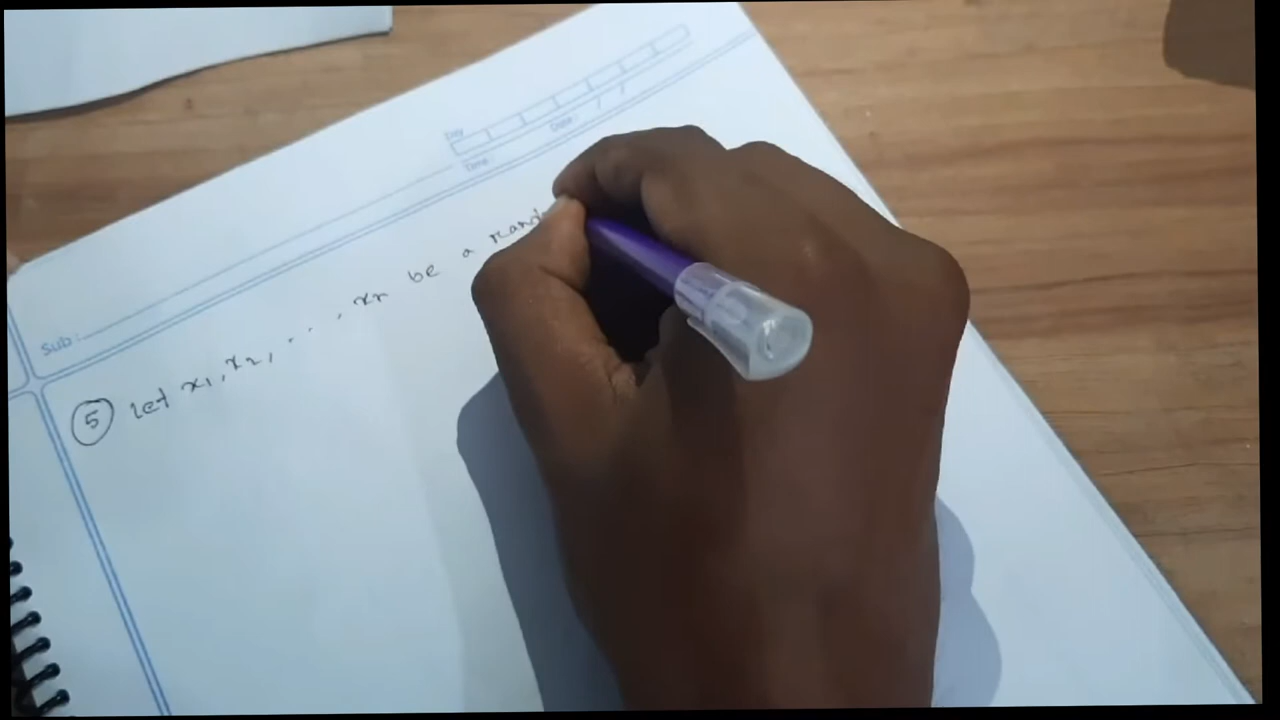 Day
Time:
Date: / /
Sub:
5 Let x1, x2, . . . , xn be a rand